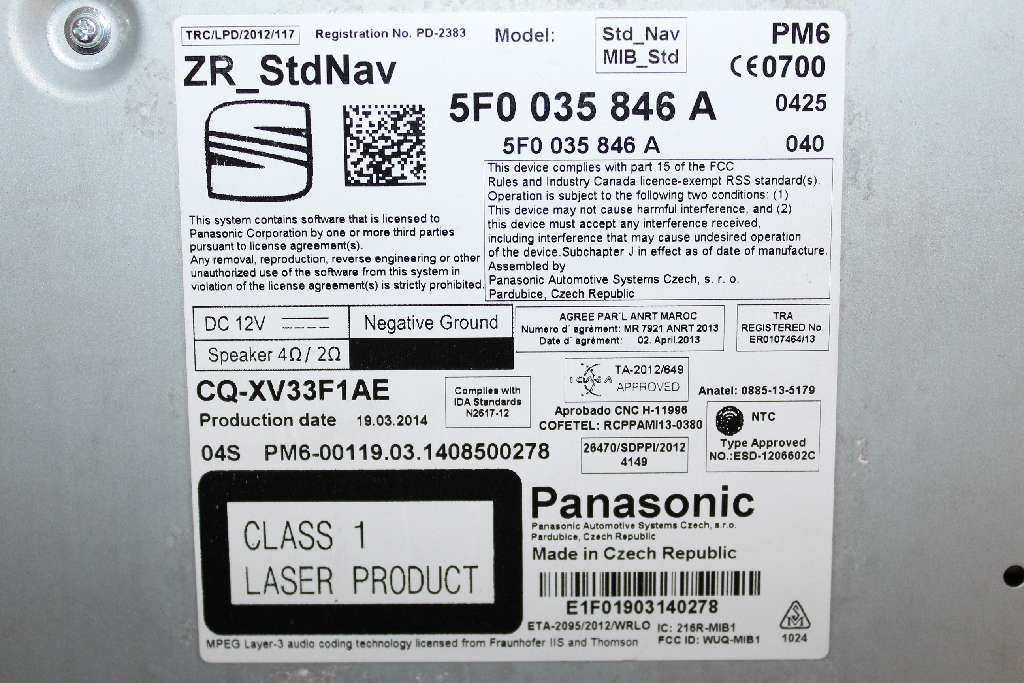 TRC/LPD/2012/117
Registration No. PD-2383
Model:
Std_Nav
MIB_Std
PM6
CE0700
ZR_StdNav
5F0 035 846 A
0425
5F0 035 846 A
040
This device complies with part 15 of the FCC
Rules and Industry Canada licence-exempt RSS standard(s).
Operation is subject to the following two conditions: (1)
This device may not cause harmful interference, and (2)
this device must accept any interference received,
including interference that may cause undesired operation
of the device.Subchapter J in effect as of date of manufacture.
Assembled by
Panasonic Automotive Systems Czech, s. r. o.
Pardubice, Czech Republic
This system contains software that is licensed to
Panasonic Corporation by one or more third parties
pursuant to license agreement(s).
Any removal, reproduction, reverse engineering or other
unauthorized use of the software from this system in
violation of the license agreement(s) is strictly prohibited.
DC 12V
Negative Ground
Speaker 4Ω/ 2Ω
AGREE PAR'L ANRT MAROC
Numero d' agrément: MR 7921 ANRT 2013
Date d' agrément: 02. April.2013
TRA
REGISTERED No
ER0107464/13
CQ-XV33F1AE
Production date 19.03.2014
Complies with
IDA Standards
N2617-12
ICASA
TA-2012/649
APPROVED
Anatel: 0885-13-5179
Aprobado CNC H-11996
COFETEL: RCPPAMI13-0380
NTC
Type Approved
NO.:ESD-1206602C
04S PM6-00119.03.1408500278
26470/SDPPI/2012
4149
CLASS 1
LASER PRODUCT
Panasonic
Panasonic Automotive Systems Czech, s.r.o.
Pardubice, Czech Republic
Made in Czech Republic
E1F01903140278
ETA-2095/2012/WRLO
IC: 216R-MIB1
FCC ID: WUQ-MIB1
1024
MPEG Layer-3 audio coding technology licensed from Fraunhofer IIS and Thomson